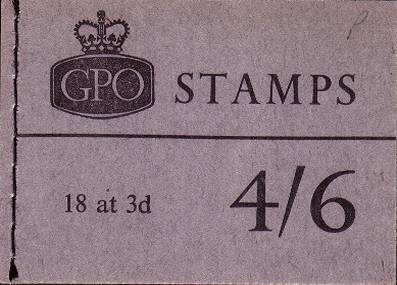 GPO STAMPS
18 at 3d 4/6
P